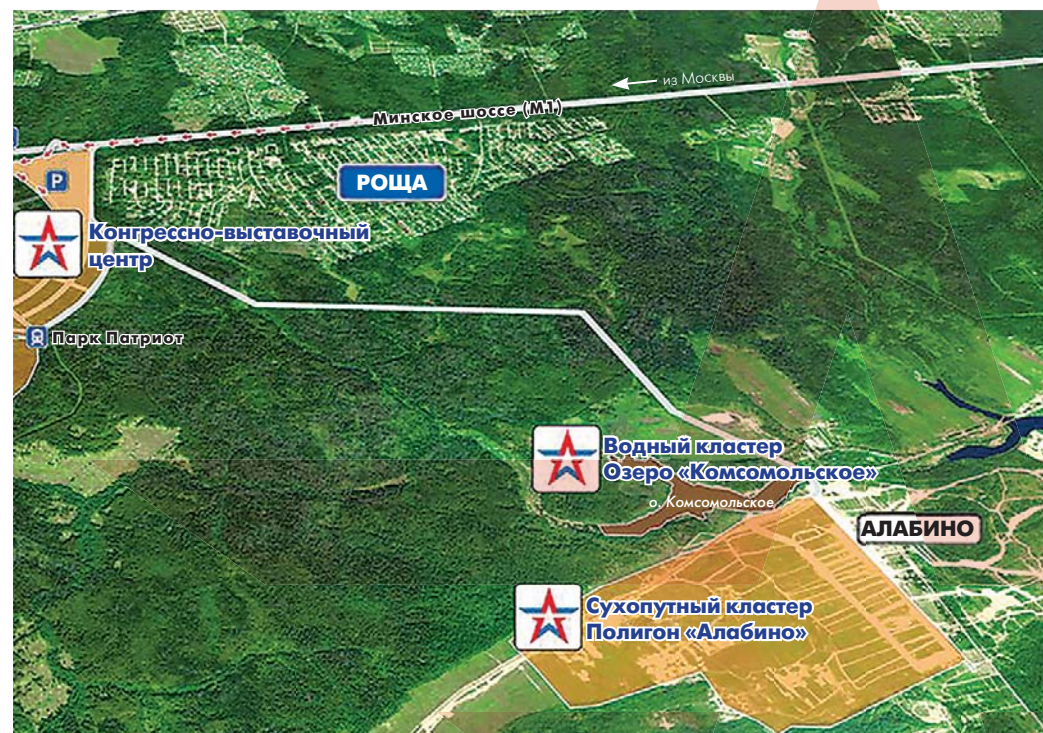 из Москвы
Минское шоссе (М1)
РОЩА
P
Конгрессно-выставочный
центр
Парк Патриот
Водный кластер
Озеро «Комсомольское»
о. Комсомольское
АЛАБИНО
Сухопутный кластер
Полигон «Алабино»